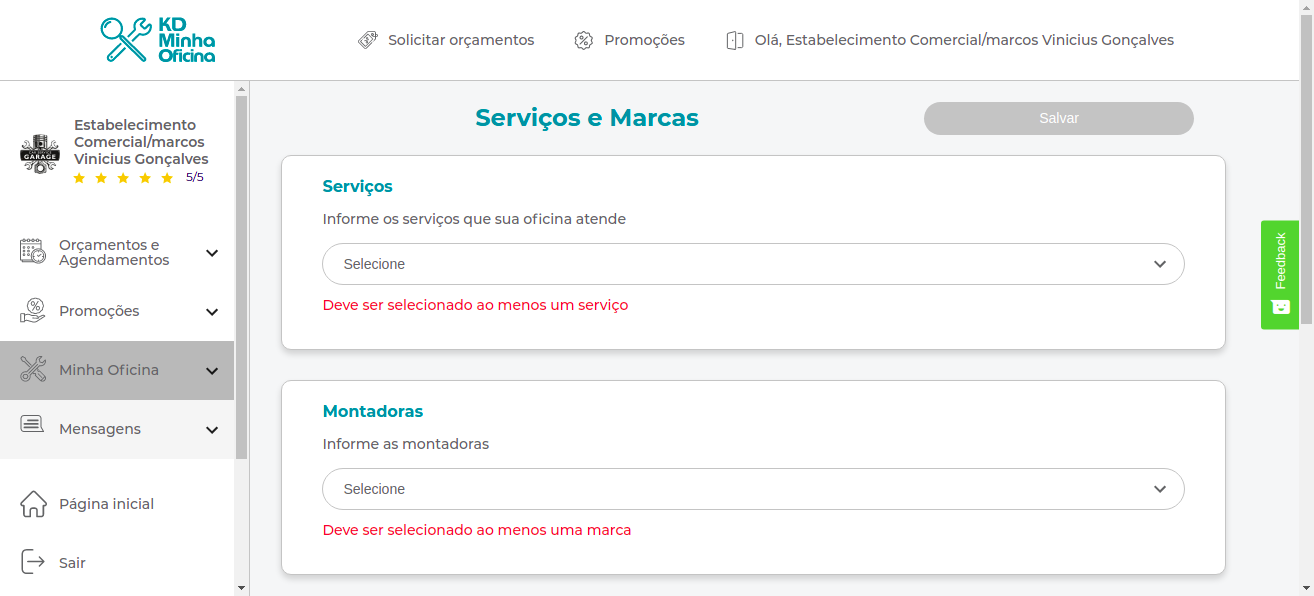 KD
Minha
Oficina
Solicitar orçamentos
Promoções
Olá, Estabelecimento Comercial/marcos Vinicius Gonçalves
Estabelecimento
Comercial/marcos
Vinicius Gonçalves
5/5
GARAGE
Orçamentos e
Agendamentos
Promoções
Minha Oficina
Mensagens
Página inicial
Sair
Serviços e Marcas
Salvar
Serviços
Informe os serviços que sua oficina atende
Selecione
Deve ser selecionado ao menos um serviço
Montadoras
Informe as montadoras
Selecione
Deve ser selecionado ao menos uma marca
Feedback